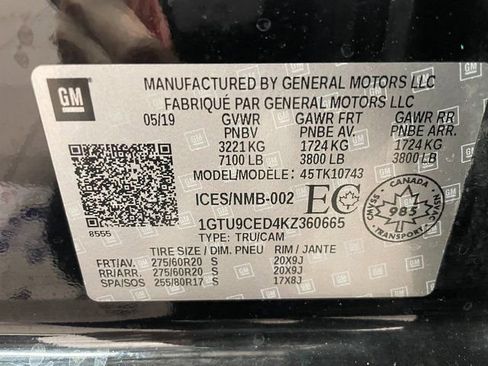 GM
MANUFACTURED BY GENERAL MOTORS LLC
FABRIQUÉ PAR GENERAL MOTORS LLC
05/19 GVWR GAWR FRT GAWR RR
PNBV PNBE AV. PNBE ARR.
3221 KG 1724 KG 1724 KG
7100 LB 3800 LB 3800 LB
MODEL/MODÈLE: 45TK10743
ICES/NMB-002 EC
CANADA
985
TRANSPORT
8555
1GTU9CED4KZ360665
TYPE: TRU/CAM
TIRE SIZE / DIM. PNEU RIM / JANTE
FRT/AV. 275/60R20 S 20X9J
RR/ARR. 275/60R20 S 20X9J
SPA/SOS 255/80R17 S 17X8J